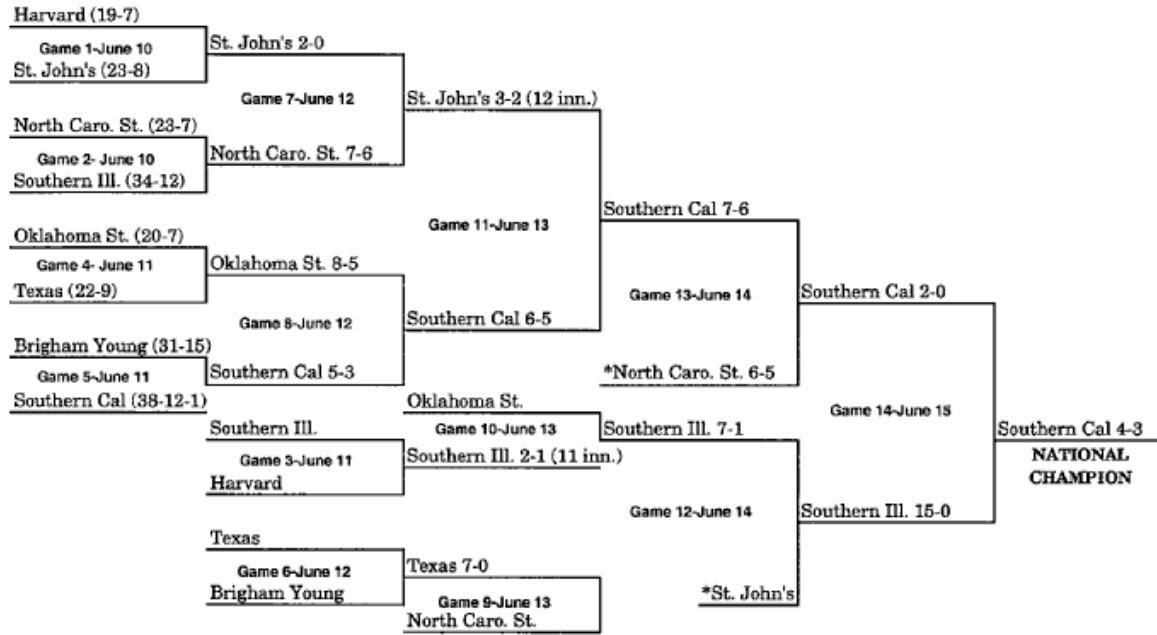 Harvard (19-7)
Game 1-June 10
St. John's (23-8)
St. John's 2-0
Game 7-June 12
North Caro. St. (23-7)
Game 2- June 10
Southern Ill. (34-12)
North Caro. St. 7-6
St. John's 3-2 (12 inn.)
Game 11-June 13
Oklahoma St. (20-7)
Game 4- June 11
Texas (22-9)
Oklahoma St. 8-5
Game 8-June 12
Brigham Young (31-15)
Game 5-June 11
Southern Cal (38-12-1)
Southern Cal 5-3
Southern Cal 6-5
Southern Cal 7-6
Game 13-June 14
*North Caro. St. 6-5
Southern Cal 2-0
Game 14-June 15
Southern Cal 4-3
NATIONAL
CHAMPION
Oklahoma St.
Game 10-June 13
Southern Ill.
Game 3-June 11
Harvard
Southern Ill. 2-1 (11 inn.)
Southern Ill. 7-1
Game 12-June 14
Southern Ill. 15-0
*St. John's
Texas
Game 6-June 12
Brigham Young
Texas 7-0
Game 9-June 13
North Caro. St.